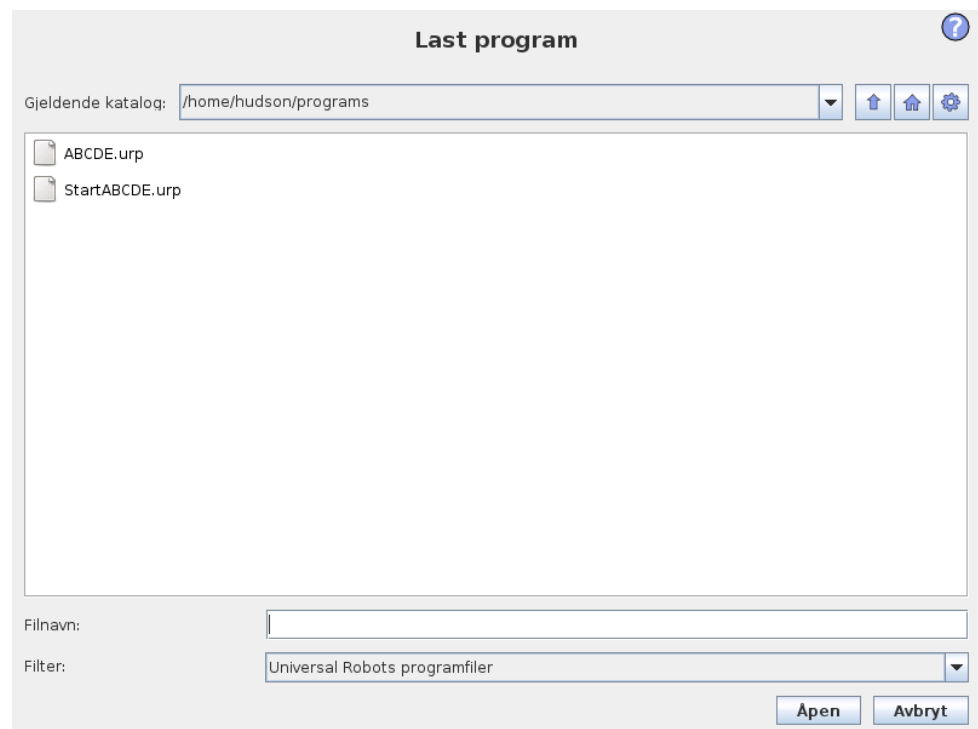 Last program
?
Gjeldende katalog: /home/hudson/programs
ABCDE.urp
StartABCDE.urp
Filnavn:
Filter: Universal Robots programfiler
Åpen Avbryt